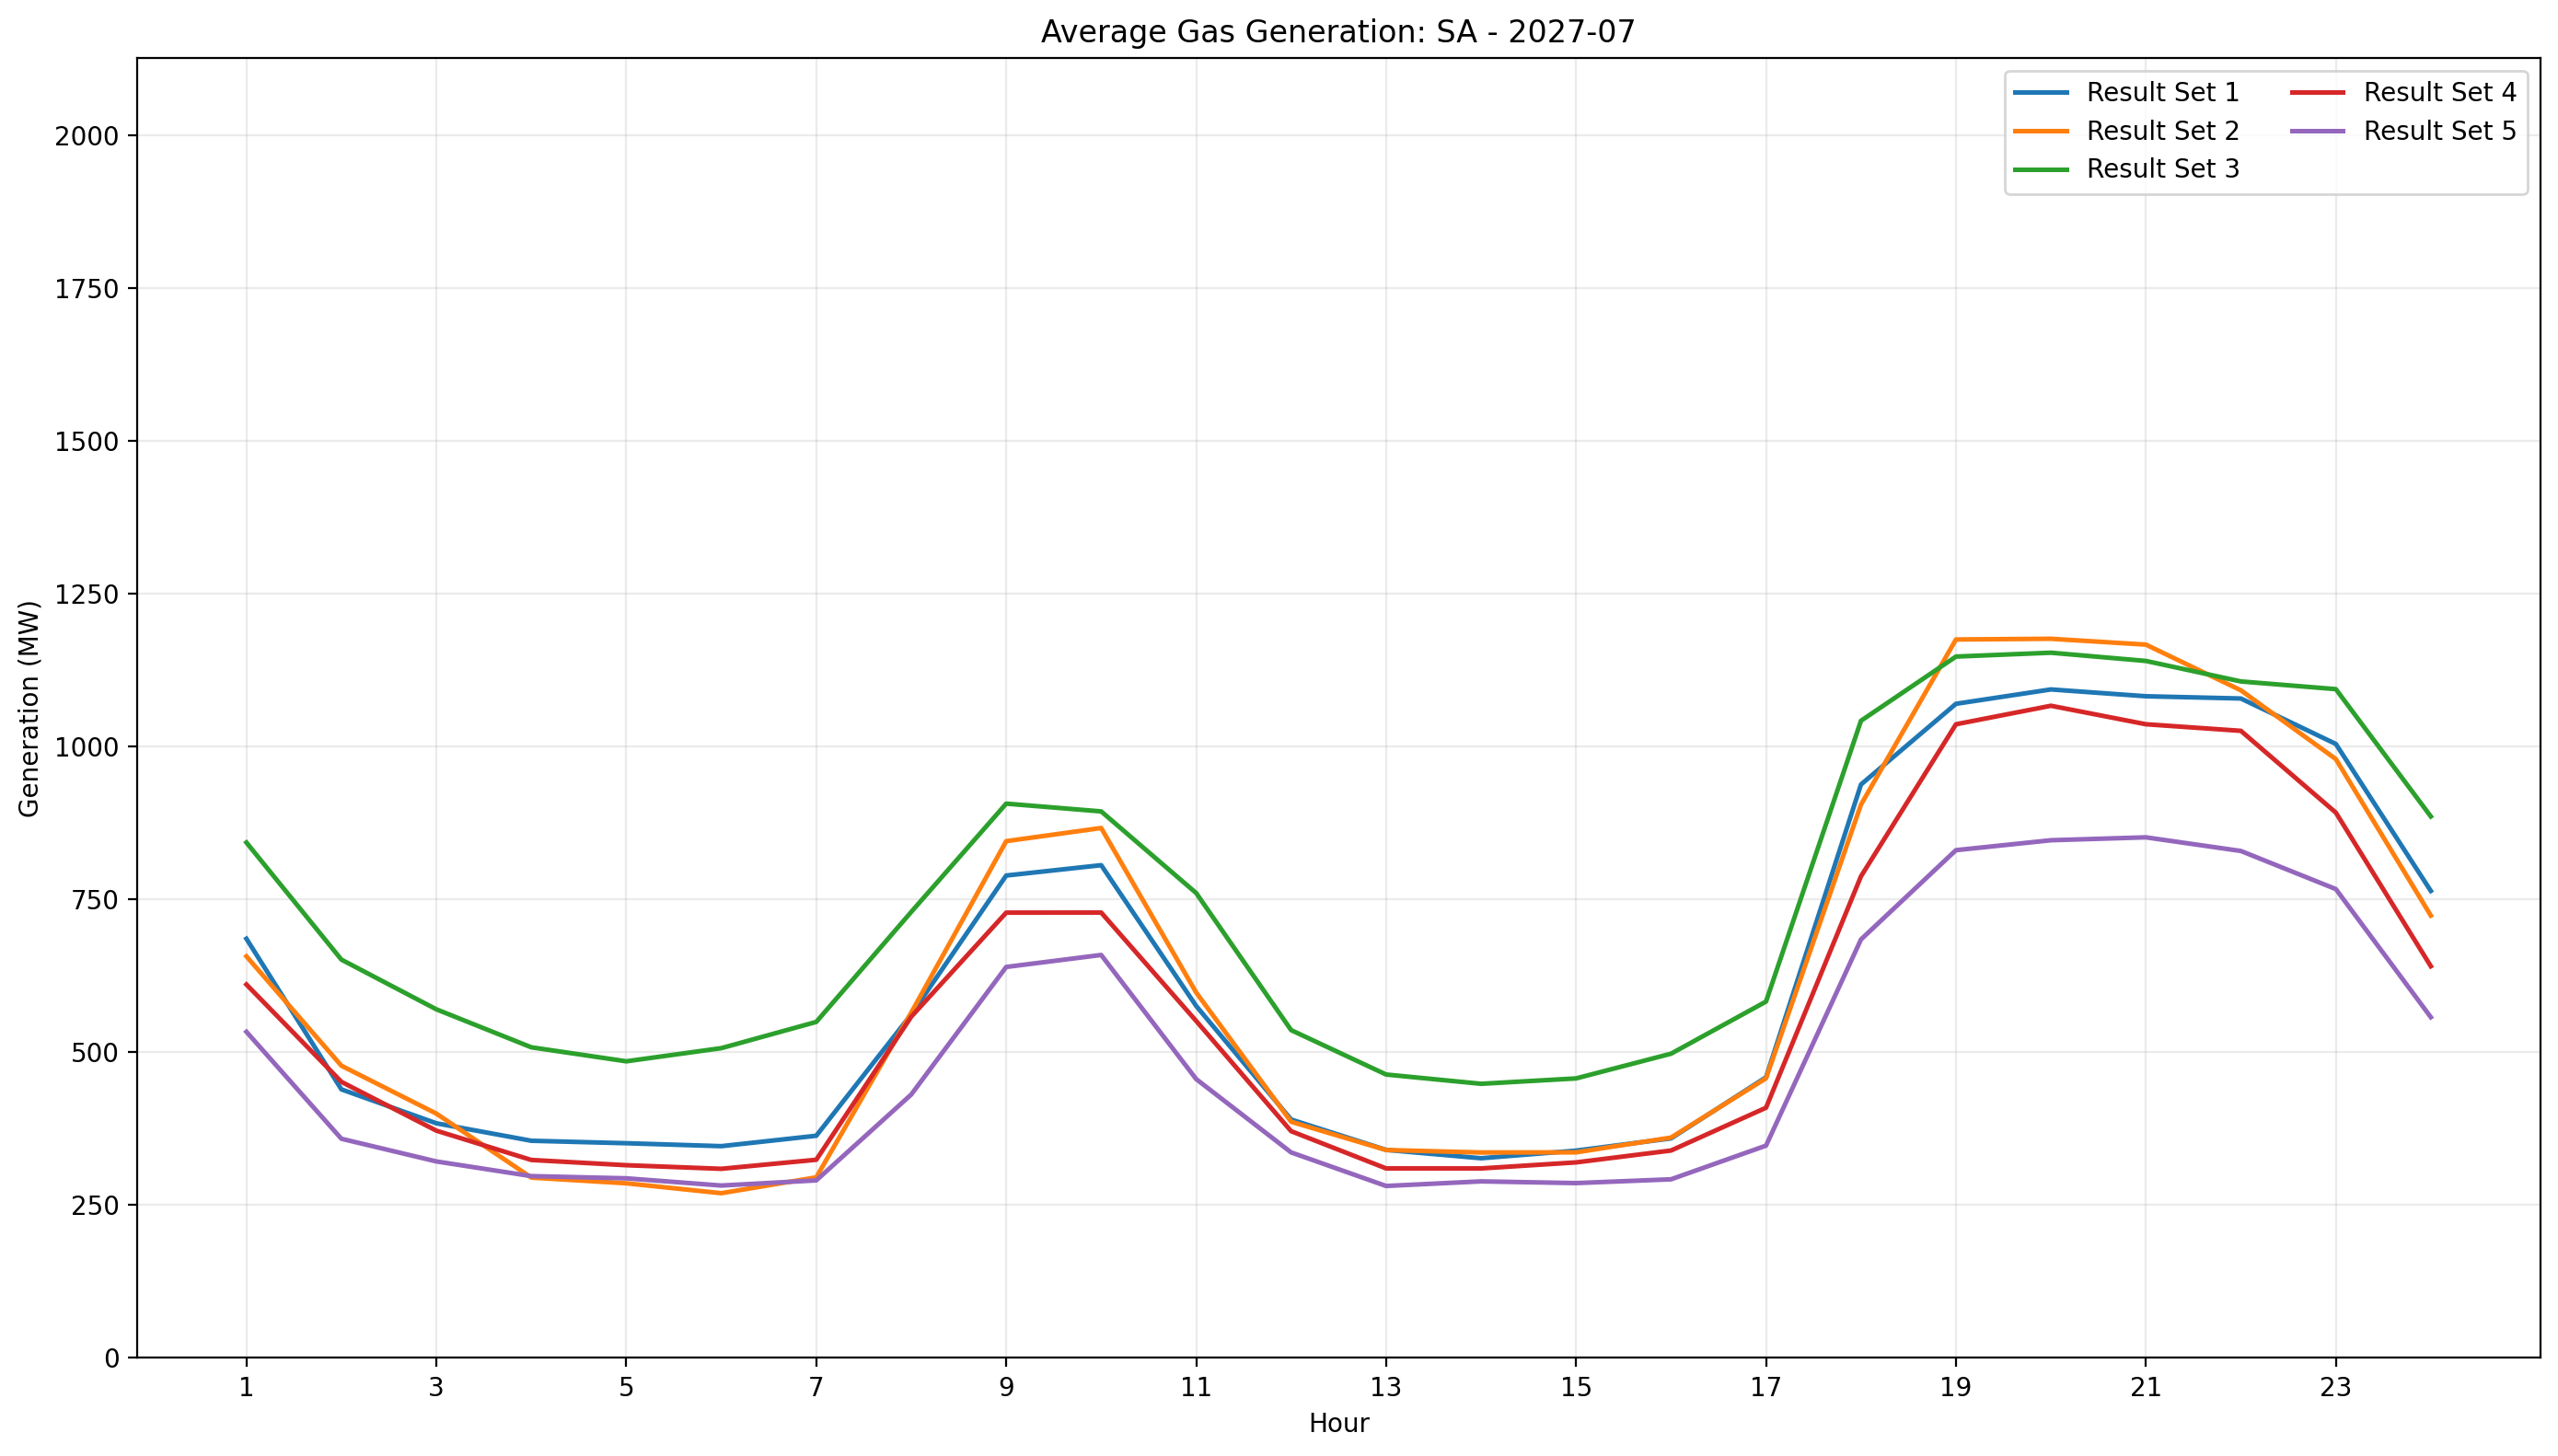 Average Gas Generation: SA - 2027-07
Result Set 1
Result Set 2
Result Set 3
Result Set 4
Result Set 5
Generation (MW)
2000
1750
1500
1250
1000
750
500
250
0
1 3 5 7 9 11 13 15 17 19 21 23
Hour